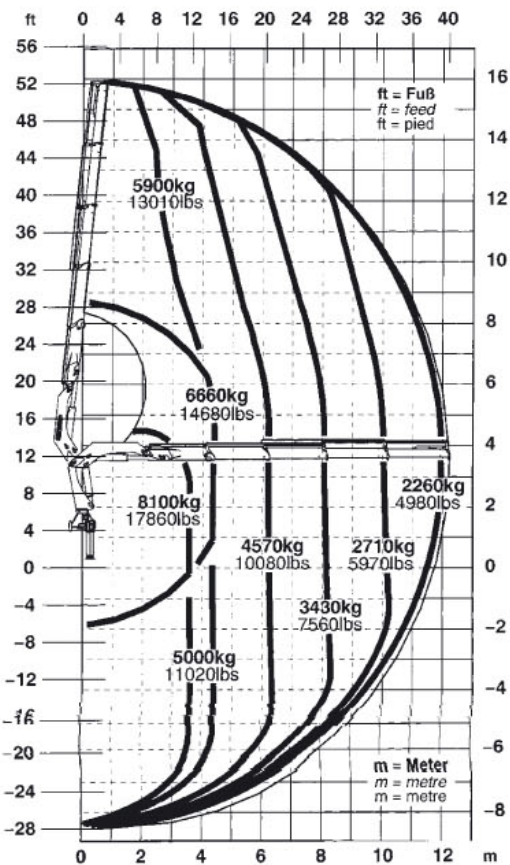 ft 0 4 8 12 16 20 24 28 32 36 40
56
52
16
ft = Fuß
ft = feed
ft = pied
48
14
44
40
12
5900kg
13010lbs
36
32
10
28
8
24
20
6
6660kg
14680lbs
16
4
12
8
8100kg
17860lbs
2260kg
4980lbs
2
4
4570kg
10080lbs
2710kg
5970lbs
0
0
-4
3430kg
7560lbs
-2
-8
5000kg
11020lbs
-12
-4
-16
-20
-6
m = Meter
m = metre
m = metre
-24
-8
-28
0 2 4 6 8 10 12 m